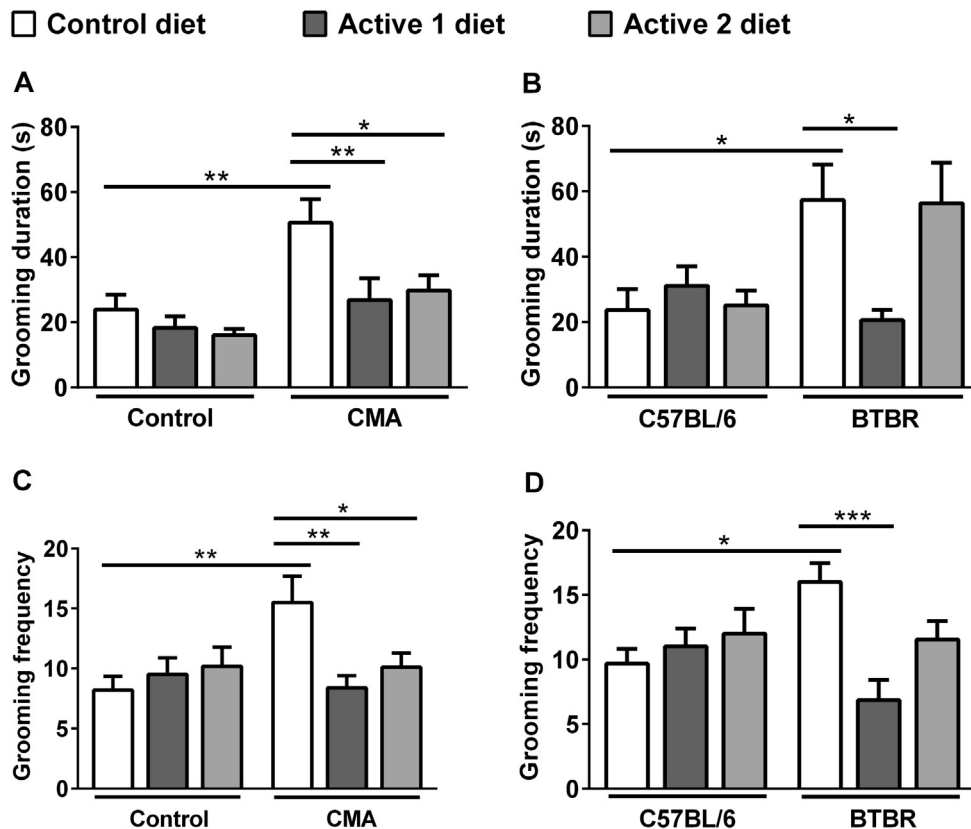 Control diet Active 1 diet Active 2 diet
A
Grooming duration (s)
80
60
40
20
0
**
**
*
Control CMA
B
Grooming duration (s)
80
60
40
20
0
*
*
C57BL/6 BTBR
C
Grooming frequency
20
15
10
5
0
**
**
*
Control CMA
D
Grooming frequency
20
15
10
5
0
*
***
C57BL/6 BTBR